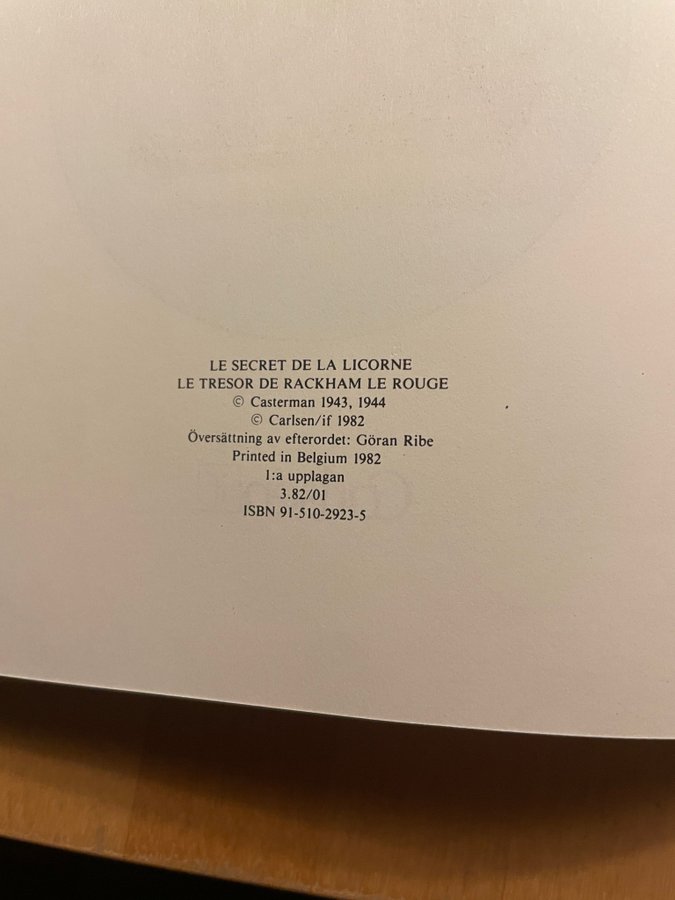 LE SECRET DE LA LICORNE
LE TRESOR DE RACKHAM LE ROUGE
© Casterman 1943, 1944
© Carlsen/if 1982
Översättning av efterordet: Göran Ribe
Printed in Belgium 1982
1:a upplagan
3.82/01
ISBN 91-510-2923-5